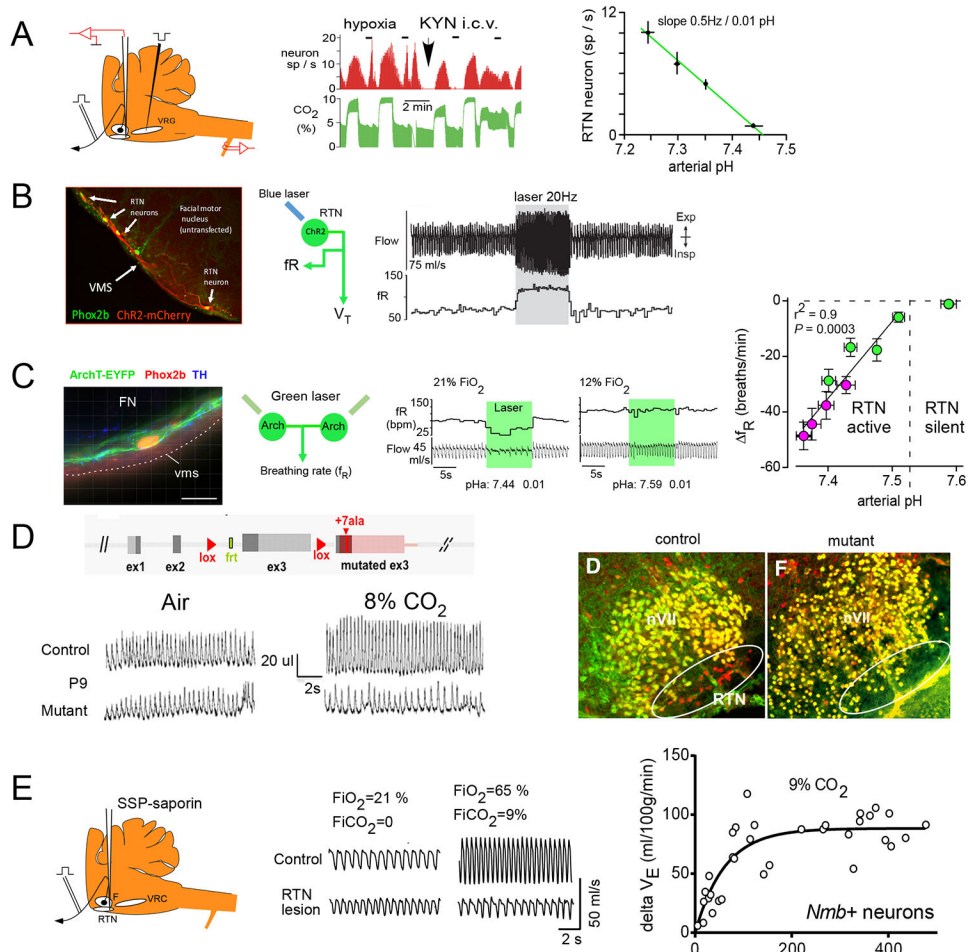 A
VRG
hypoxia
KYN i.c.v.
neuron
sp / s
20
10
0
2 min
CO2
(%)
10
5
0
slope 0.5Hz / 0.01 pH
RTN neuron (sp / s)
12
0
7.2
7.3
7.4
7.5
arterial pH
B
RTN
neurons
Facial motor
nucleus
(untransfected)
VMS
RTN
neuron
Phox2b
ChR2-mCherry
Blue laser
RTN
ChR2
fR
VT
laser 20Hz
Flow
75 ml/s
Exp
Insp
150
fR
50
C
ArchT-EYFP
Phox2b
TH
FN
vms
Green laser
Arch
Arch
Breathing rate (fR)
21% FiO2
12% FiO2
fR
(bpm)
150
25
Laser
Flow
45
ml/s
5s
5s
pHa: 7.44 0.01
pHa: 7.59 0.01
r2 = 0.9
P = 0.0003
RTN
active
RTN
silent
ΔfR (breaths/min)
0
-20
-40
-60
7.4
7.5
7.6
arterial pH
D
+7ala
lox
frt
lox
ex1
ex2
ex3
mutated ex3
Air
8% CO2
Control
P9
Mutant
20 ul
2s
control
mutant
D
nVII
RTN
F
nVII
E
SSP-saporin
F
RTN
VRC
FiO2=21 %
FiCO2=0
FiO2=65 %
FiCO2=9%
Control
RTN
lesion
50 ml/s
2 s
delta VE (ml/100g/min)
150
100
50
0
9% CO2
Nmb+ neurons
0
200
400